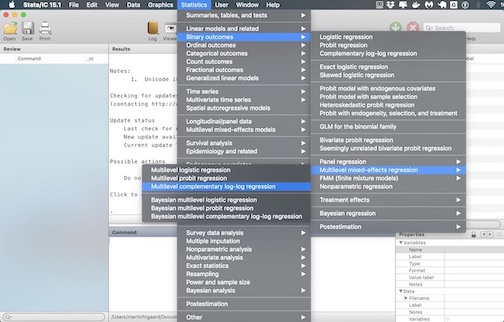 Stata/IC 15.1 File Edit View Data Graphics Statistics User Window Help
Open Save Print Log View
Search
Review
Command
Results
Notes:
1. Unicode i
Checking for updates
(contacting http://
Update status
Last check for
New update avai
Current update
Possible actions
Do not
Click to
Command
/Users/martinfrigaard/Docum
Summaries, tables, and tests
Linear models and related
Binary outcomes
Ordinal outcomes
Categorical outcomes
Count outcomes
Fractional outcomes
Generalized linear models
Time series
Multivariate time series
Spatial autoregressive models
Longitudinal/panel data
Multilevel mixed-effects models
Survival analysis
Epidemiology and related
Endogenous covariates
Survey data analysis
Multiple imputation
Nonparametric analysis
Multivariate analysis
Exact statistics
Resampling
Power and sample size
Bayesian analysis
Postestimation
Other
Logistic regression
Probit regression
Complementary log-log regression
Exact logistic regression
Skewed logistic regression
Probit model with endogenous covariates
Probit model with sample selection
Heteroskedastic probit regression
Probit with endogeneity, selection, and treatment
GLM for the binomial family
Bivariate probit regression
Seemingly unrelated bivariate probit regression
Panel regression
Multilevel mixed-effects regression
FMM (finite mixture models)
Nonparametric regression
Treatment effects
Bayesian regression
Postestimation
Multilevel logistic regression
Multilevel probit regression
Multilevel complementary log-log regression
Bayesian multilevel logistic regression
Bayesian multilevel probit regression
Bayesian multilevel complementary log-log regression
Label
Properties
Variables
Name
Label
Type
Format
Value label
Notes
Data
Filename
Label
Notes
Variables 0